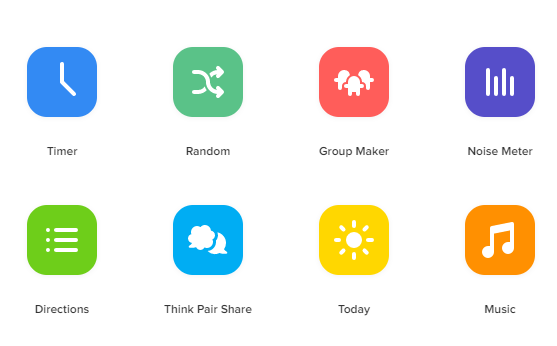 Timer
Random
Group Maker
Noise Meter
Directions
Think Pair Share
Today
Music